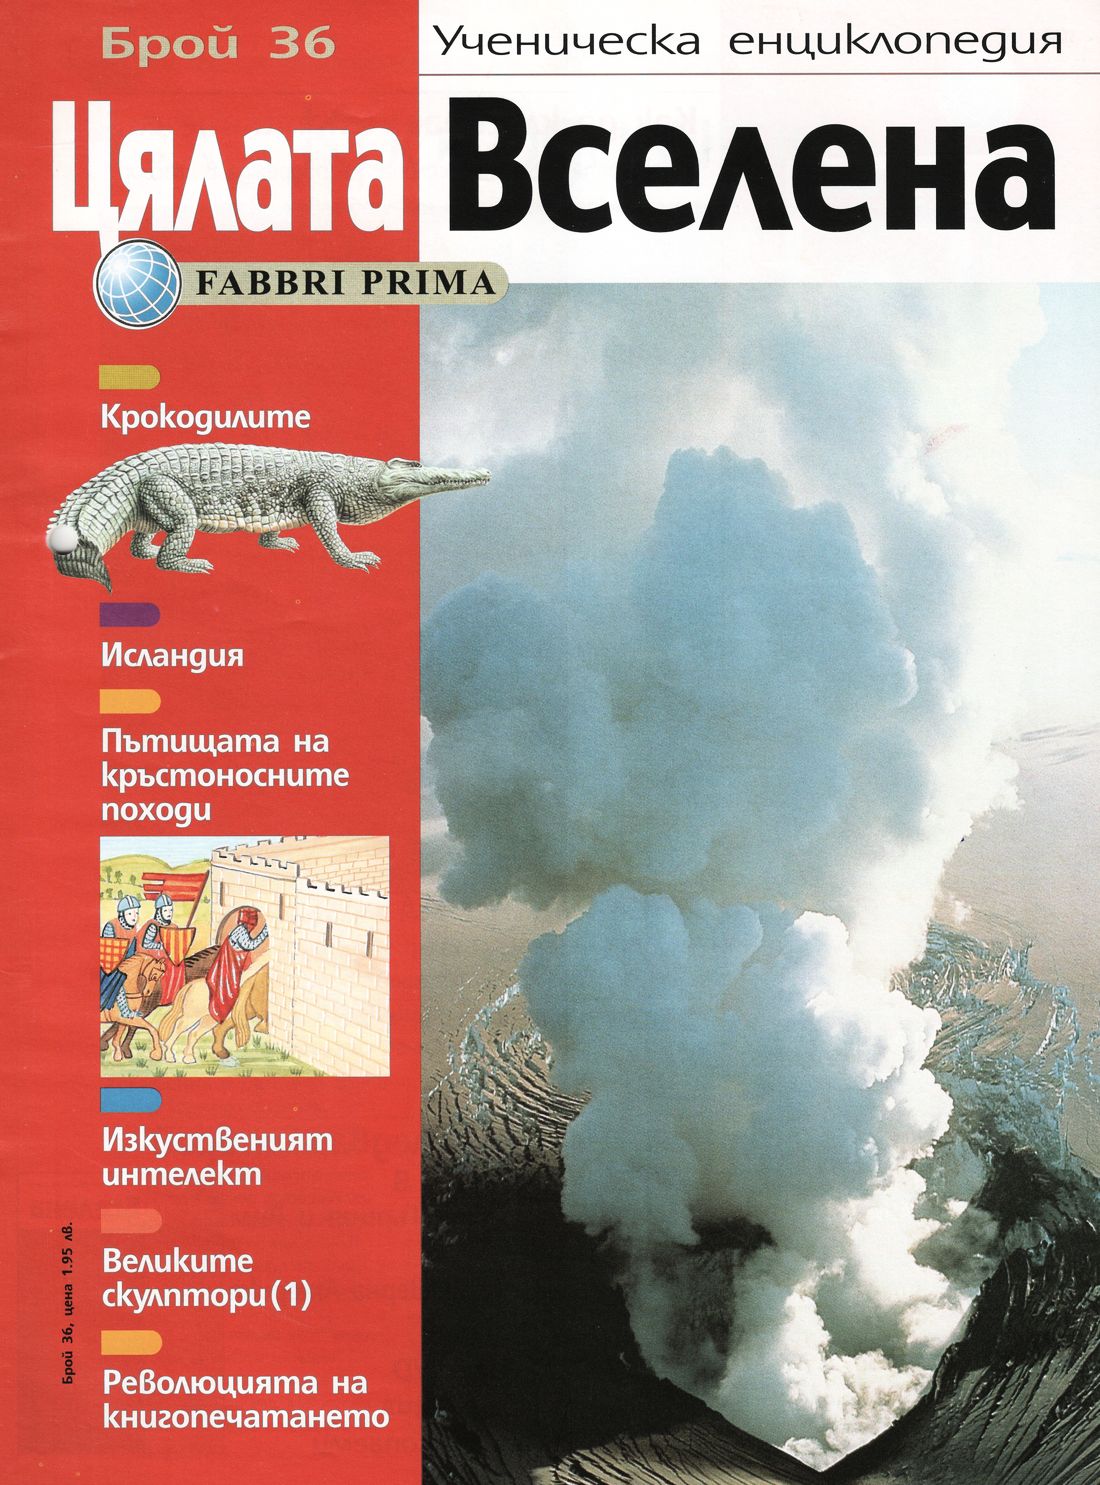 Брой 36
Ученическа енциклопедия
Цялата Вселена
FABBRI PRIMA
Крокодилите
Исландия
Пътищата на
кръстоносните
походи
Изкуственият
интелект
Великите
скулптори (1)
Революцията на
книгопечатането
Брой 36, цена 1.95 лв.